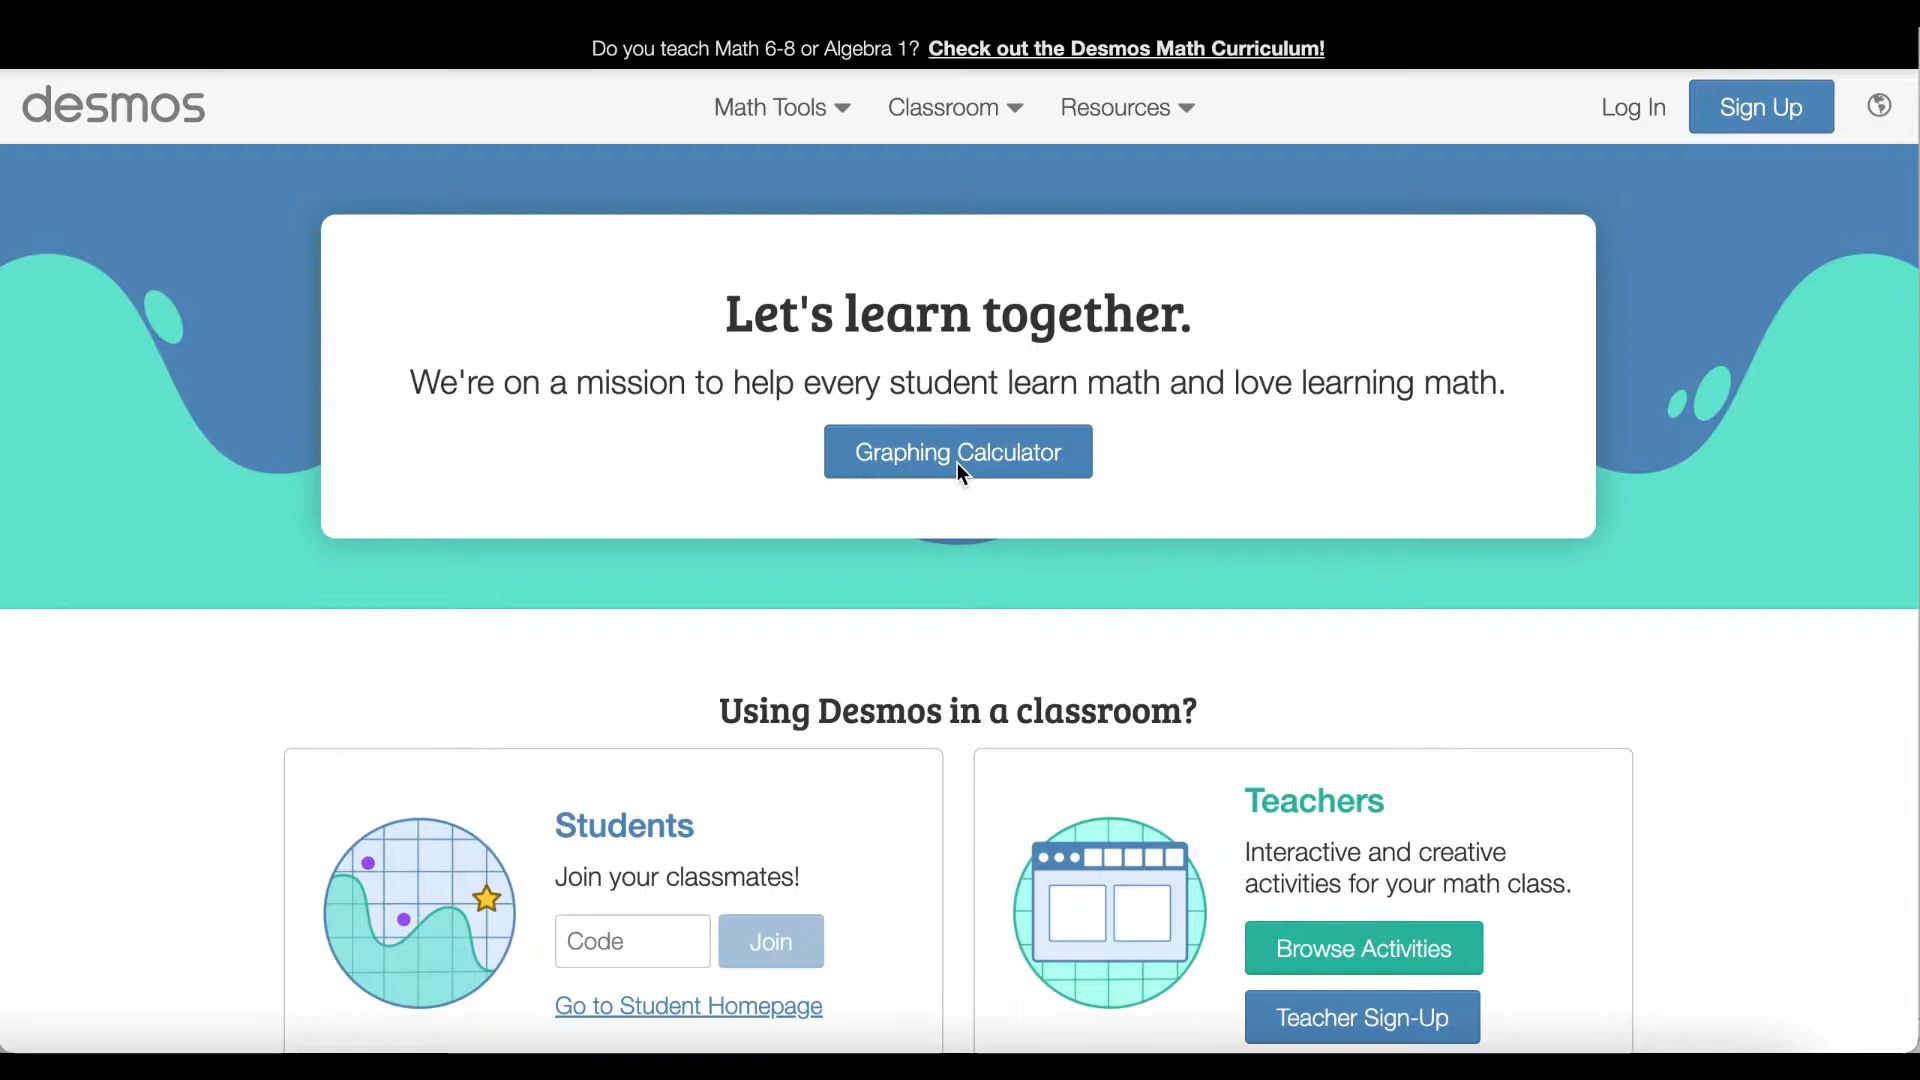 Do you teach Math 6-8 or Algebra 1? Check out the Desmos Math Curriculum!
desmos
Math Tools
Classroom
Resources
Log In
Sign Up
Let's learn together.
We're on a mission to help every student learn math and love learning math.
Graphing Calculator
Using Desmos in a classroom?
Students
Join your classmates!
Code
Join
Go to Student Homepage
Teachers
Interactive and creative
activities for your math class.
Browse Activities
Teacher Sign-Up